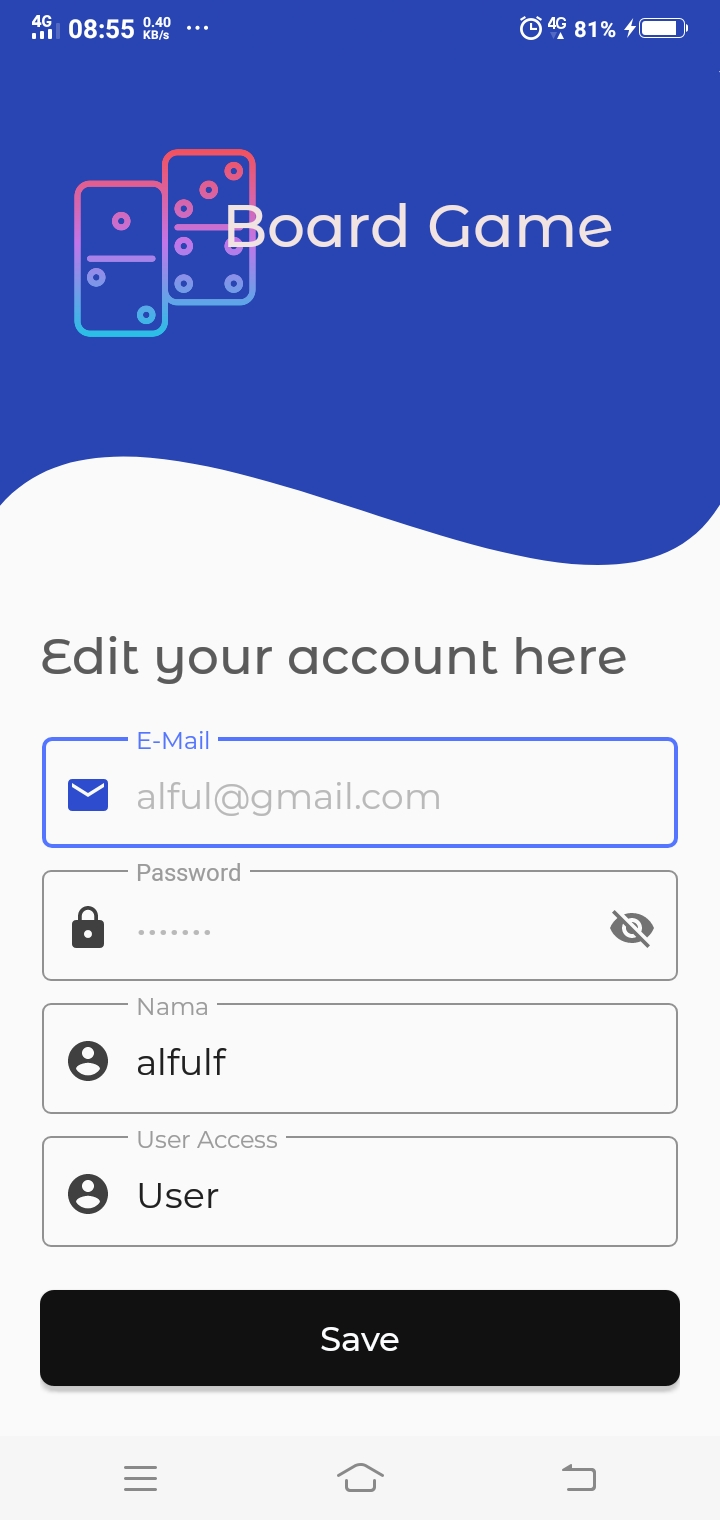 4G 08:55 0.40 KB/s ... 4G 81%
Board Game
Edit your account here
E-Mail
alful@gmail.com
Password
.......
Nama
alfulf
User Access
User
Save